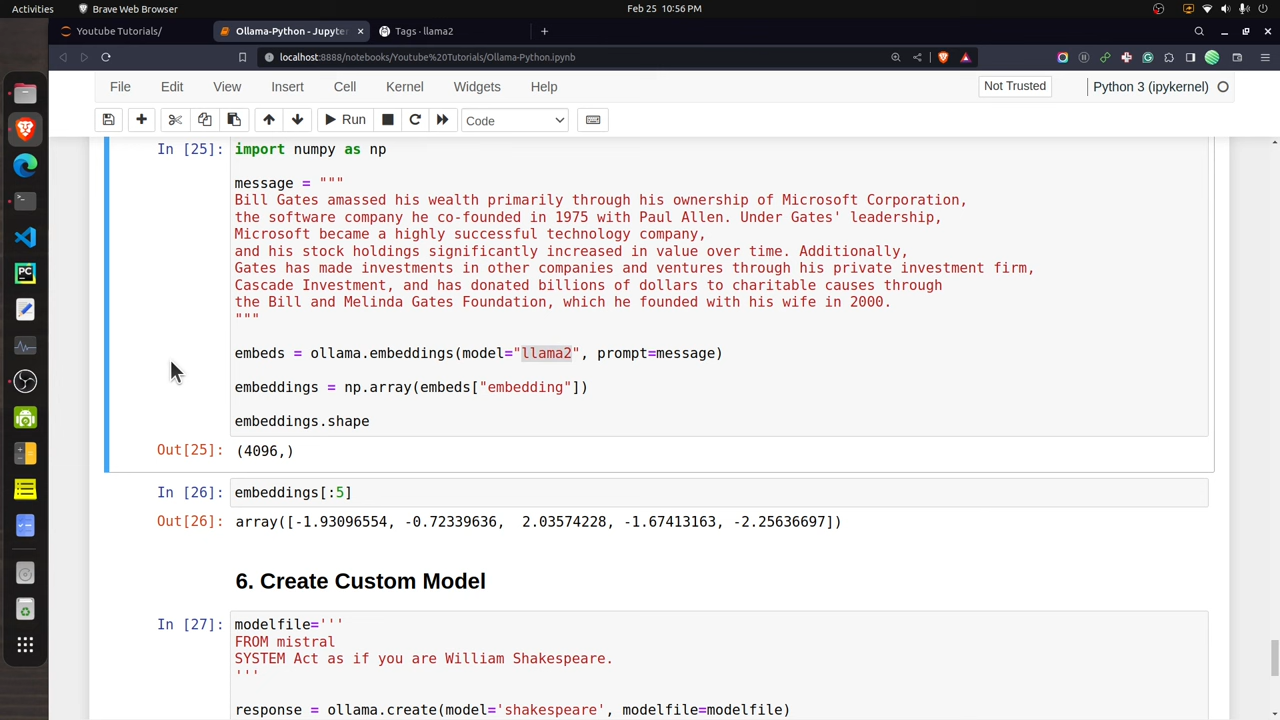 Activities
Brave Web Browser
Feb 25 10:56 PM
Youtube Tutorials/
Ollama-Python - Jupyter
Tags · llama2
localhost:8888/notebooks/Youtube%20Tutorials/Ollama-Python.ipynb
File Edit View Insert Cell Kernel Widgets Help
Not Trusted
Python 3 (ipykernel)
Run
Code
In [25]: import numpy as np
message = """
Bill Gates amassed his wealth primarily through his ownership of Microsoft Corporation,
the software company he co-founded in 1975 with Paul Allen. Under Gates' leadership,
Microsoft became a highly successful technology company,
and his stock holdings significantly increased in value over time. Additionally,
Gates has made investments in other companies and ventures through his private investment firm,
Cascade Investment, and has donated billions of dollars to charitable causes through
the Bill and Melinda Gates Foundation, which he founded with his wife in 2000.
"""
embeds = ollama.embeddings(model="llama2", prompt=message)
embeddings = np.array(embeds["embedding"])
embeddings.shape
Out[25]: (4096,)
In [26]: embeddings[:5]
Out[26]: array([-1.93096554, -0.72339636,  2.03574228, -1.67413163, -2.25636697])
6. Create Custom Model
In [27]: modelfile='''
FROM mistral
SYSTEM Act as if you are William Shakespeare.
'''
response = ollama.create(model='shakespeare', modelfile=modelfile)